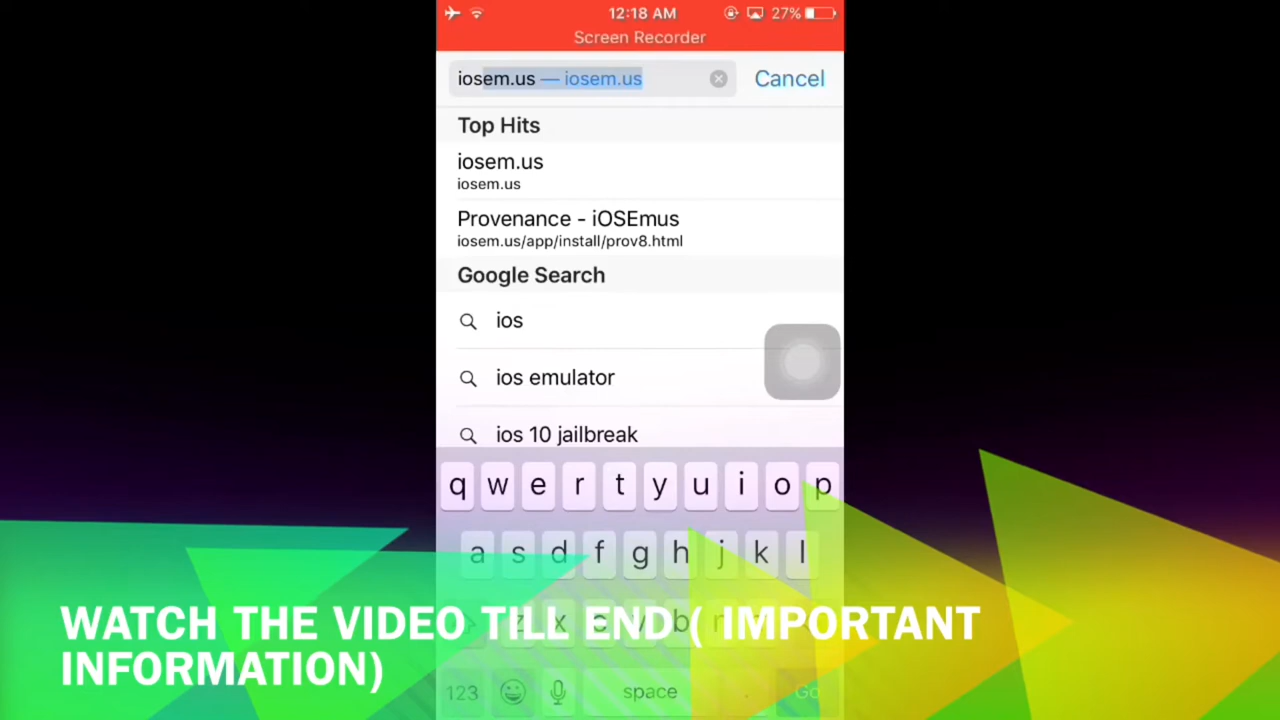 12:18 AM 27%
Screen Recorder
iosem.us — iosem.us Cancel
Top Hits
iosem.us
iosem.us
Provenance - iOSEmus
iosem.us/app/install/prov8.html
Google Search
ios
ios emulator
ios 10 jailbreak
q w e r t y u i o p
a s d f g h j k l
z x c v b n
WATCH THE VIDEO TILL END ( IMPORTANT
INFORMATION)
123 space . Go